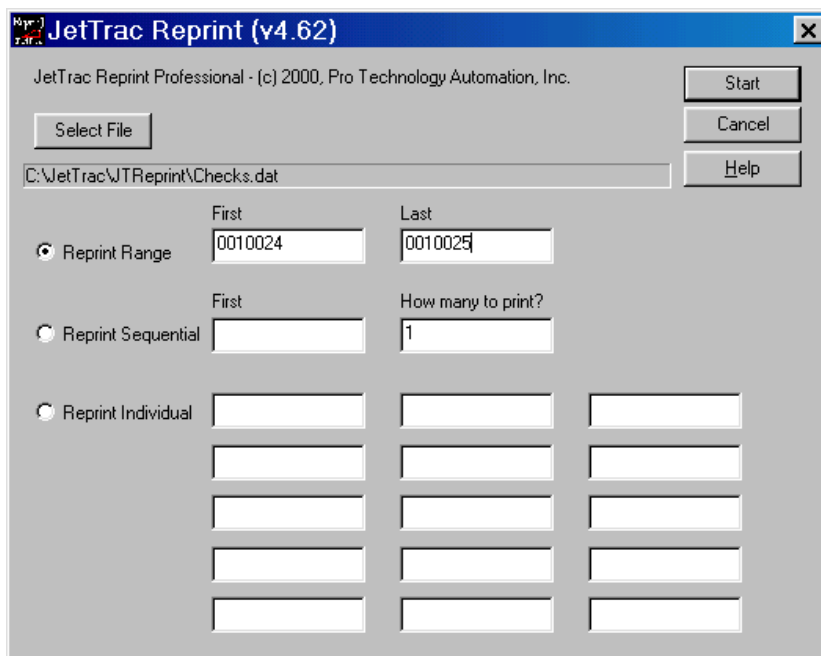 JetTrac Reprint (v4.62)
JetTrac Reprint Professional - (c) 2000, Pro Technology Automation, Inc.
Start
Select File
Cancel
Help
C:\JetTrac\JTReprint\Checks.dat
First Last
Reprint Range 0010024 0010025
First How many to print?
Reprint Sequential 1
Reprint Individual